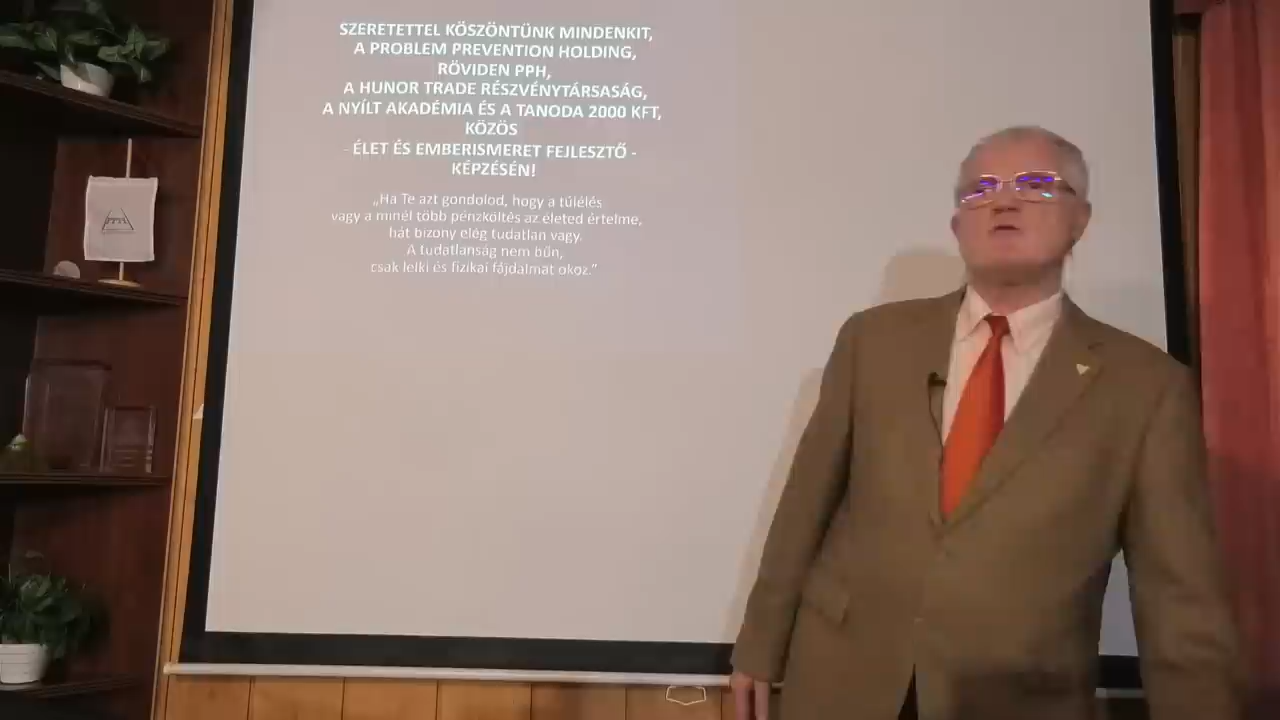 SZERETETTEL KÖSZÖNTÜNK MINDENKIT,
A PROBLEM PREVENTION HOLDING,
RÖVIDEN PPH,
A HUNOR TRADE RÉSZVÉNYTÁRSASÁG,
A NYÍLT AKADÉMIA ÉS A TANODA 2000 KFT,
KÖZÖS
- ÉLET ÉS EMBERISMERET FEJLESZTŐ -
KÉPZÉSÉN!
„Ha Te azt gondolod, hogy a túlélés
vagy a minél több pénzköltés az életed értelme,
hát bizony elég tudatlan vagy.
A tudatlanság nem bűn,
csak lelki és fizikai fájdalmat okoz.”